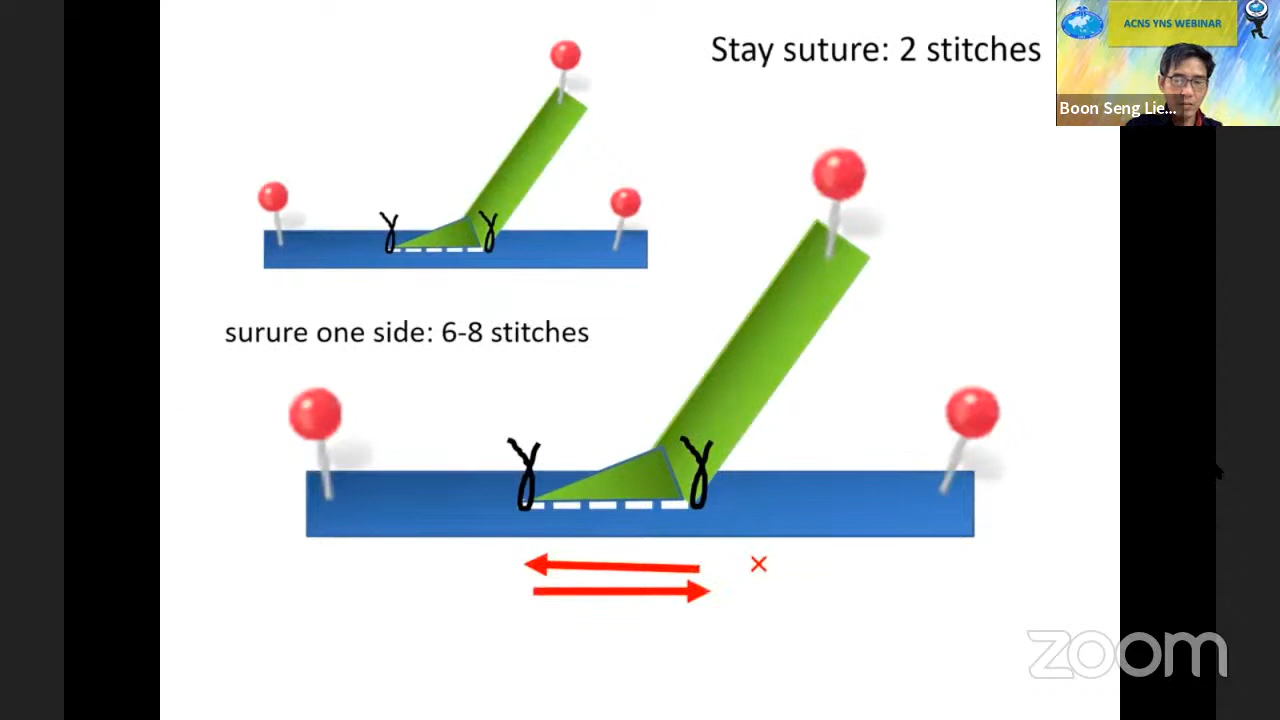 Stay suture: 2 stitches
ACNS YNS WEBINAR
Boon Seng Lie...
surure one side: 6-8 stitches
×
zoom